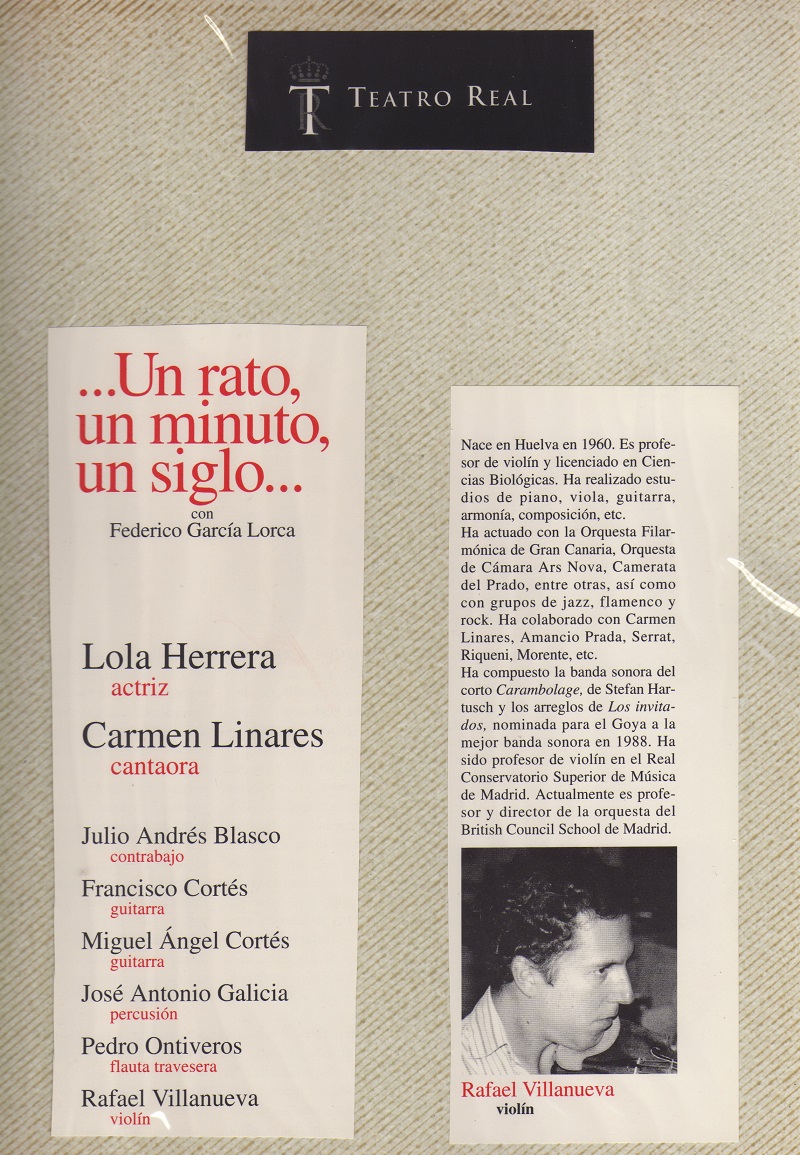 TR TEATRO REAL
...Un rato,
un minuto,
un siglo...
con
Federico García Lorca
Lola Herrera
actriz
Carmen Linares
cantaora
Julio Andrés Blasco
contrabajo
Francisco Cortés
guitarra
Miguel Ángel Cortés
guitarra
José Antonio Galicia
percusión
Pedro Ontiveros
flauta travesera
Rafael Villanueva
violín
Nace en Huelva en 1960. Es profe-
sor de violín y licenciado en Cien-
cias Biológicas. Ha realizado estu-
dios de piano, viola, guitarra,
armonía, composición, etc.
Ha actuado con la Orquesta Filar-
mónica de Gran Canaria, Orquesta
de Cámara Ars Nova, Camerata
del Prado, entre otras, así como
con grupos de jazz, flamenco y
rock. Ha colaborado con Carmen
Linares, Amancio Prada, Serrat,
Riqueni, Morente, etc.
Ha compuesto la banda sonora del
corto Carambolage, de Stefan Har-
tusch y los arreglos de Los invita-
dos, nominada para el Goya a la
mejor banda sonora en 1988. Ha
sido profesor de violín en el Real
Conservatorio Superior de Música
de Madrid. Actualmente es profe-
sor y director de la orquesta del
British Council School de Madrid.
Rafael Villanueva
violín